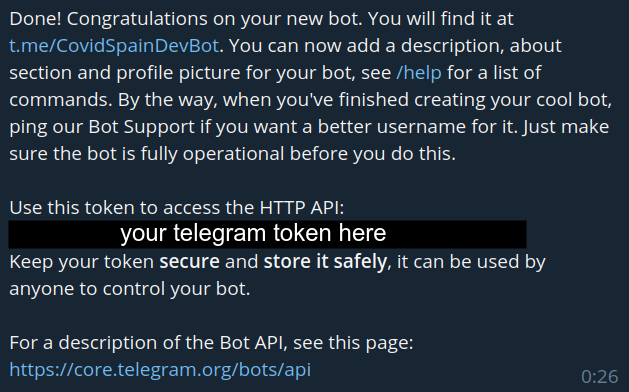 Done! Congratulations on your new bot. You will find it at
t.me/CovidSpainDevBot. You can now add a description, about
section and profile picture for your bot, see /help for a list of
commands. By the way, when you've finished creating your cool bot,
ping our Bot Support if you want a better username for it. Just make
sure the bot is fully operational before you do this.
Use this token to access the HTTP API:
your telegram token here
Keep your token secure and store it safely, it can be used by
anyone to control your bot.
For a description of the Bot API, see this page:
https://core.telegram.org/bots/api
0:26